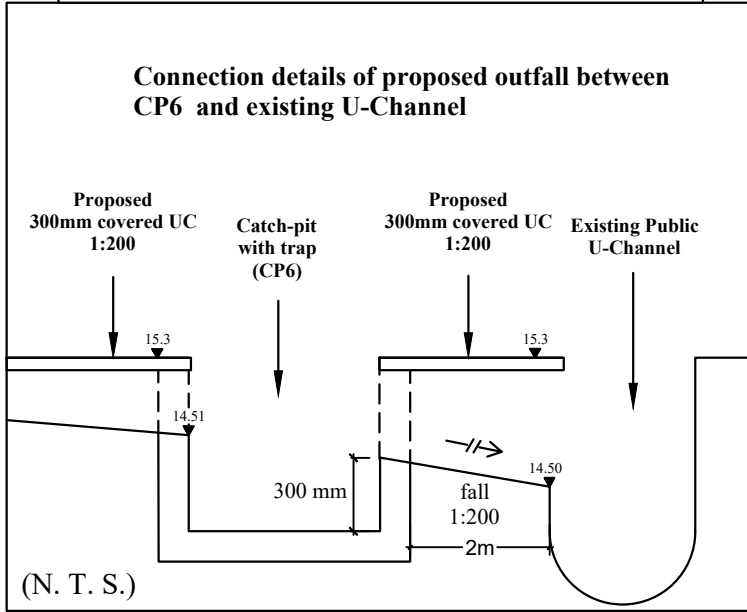 Connection details of proposed outfall between
CP6 and existing U-Channel
Proposed
300mm covered UC
1:200
Catch-pit
with trap
(CP6)
Proposed
300mm covered UC
1:200
Existing Public
U-Channel
15.3
15.3
14.51
14.50
300 mm
fall
1:200
2m
(N. T. S.)